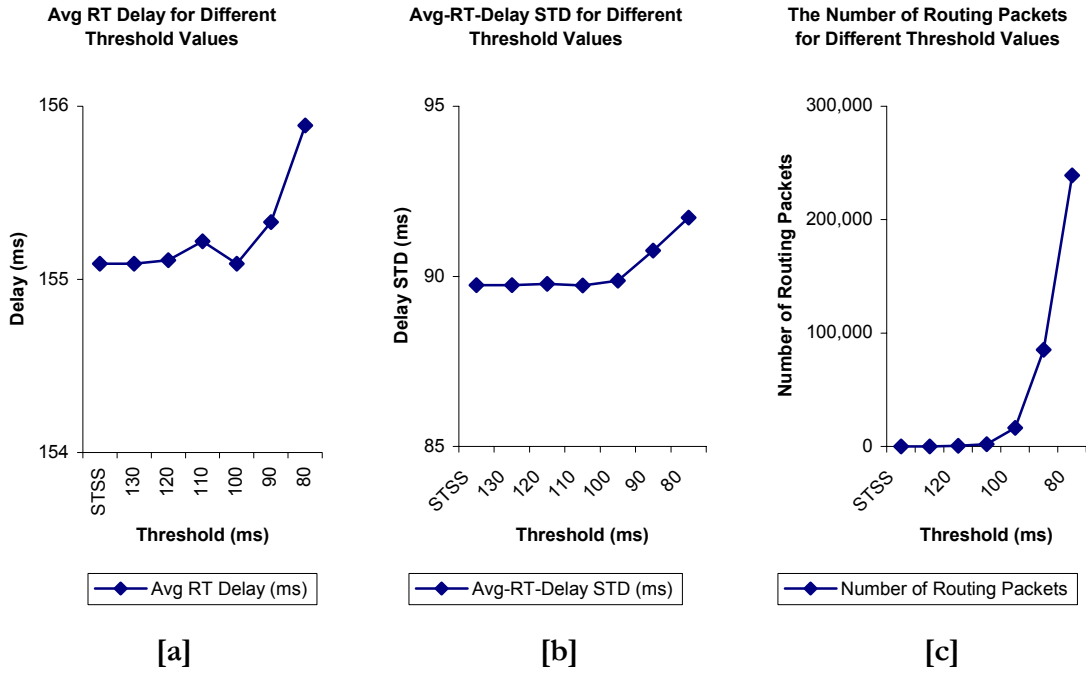 Avg RT Delay for Different
Threshold Values
156
155
154
Delay (ms)
STSS
130
120
110
100
90
80
Threshold (ms)
Avg RT Delay (ms)
[a]
Avg-RT-Delay STD for Different
Threshold Values
95
90
85
Delay STD (ms)
STSS
130
120
110
100
90
80
Threshold (ms)
Avg-RT-Delay STD (ms)
[b]
The Number of Routing Packets
for Different Threshold Values
300,000
200,000
100,000
0
Number of Routing Packets
STSS
120
100
80
Threshold (ms)
Number of Routing Packets
[c]